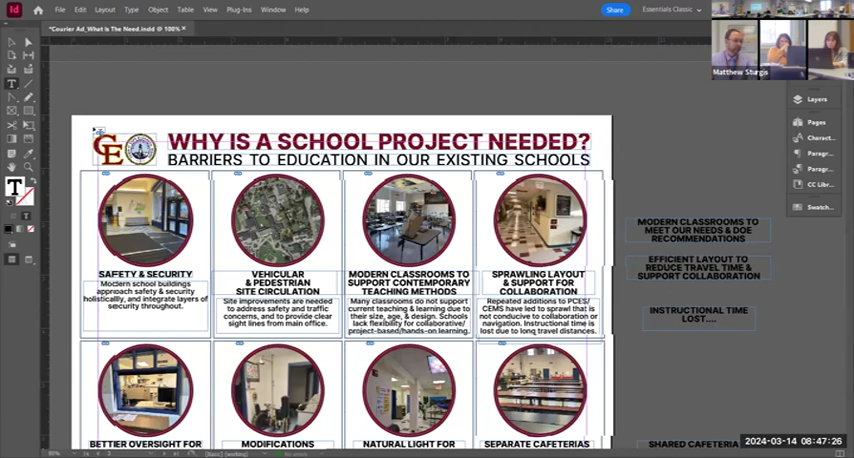 Id
File
Edit
Layout
Type
Object
Table
View
Plug-Ins
Window
Help
Share
Essentials Classic
*Courier Ad_What is The Need.indd @ 100%
Matthew Sturgis
Layers
Pages
Charact...
Paragr...
Paragr...
CC Libr...
Swatch...
CE
WHY IS A SCHOOL PROJECT NEEDED?
BARRIERS TO EDUCATION IN OUR EXISTING SCHOOLS
SAFETY & SECURITY
Modern school buildings
approach safety & security
holistically, and integrate layers of
security throughout.
VEHICULAR
& PEDESTRIAN
SITE CIRCULATION
Site improvements are needed
to address safety and traffic
concerns, and to provide clear
sight lines from main office.
MODERN CLASSROOMS TO
SUPPORT CONTEMPORARY
TEACHING METHODS
Many classrooms do not support
current teaching & learning due to
their size, age, & design. Schools
lack flexibility for collaborative/
project-based/hands-on learning.
SPRAWLING LAYOUT
& SUPPORT FOR
COLLABORATION
Repeated additions to PCES/
CEMS have led to sprawl that is
not conducive to collaboration or
navigation. Instructional time is
lost due to long travel distances.
MODERN CLASSROOMS TO
MEET OUR NEEDS & DOE
RECOMMENDATIONS
EFFICIENT LAYOUT TO
REDUCE TRAVEL TIME &
SUPPORT COLLABORATION
INSTRUCTIONAL TIME
LOST....
BETTER OVERSIGHT FOR
MODIFICATIONS
NATURAL LIGHT FOR
SEPARATE CAFETERIAS
SHARED CAFETERIA
2024-03-14 08:47:26
[Basic] (working)